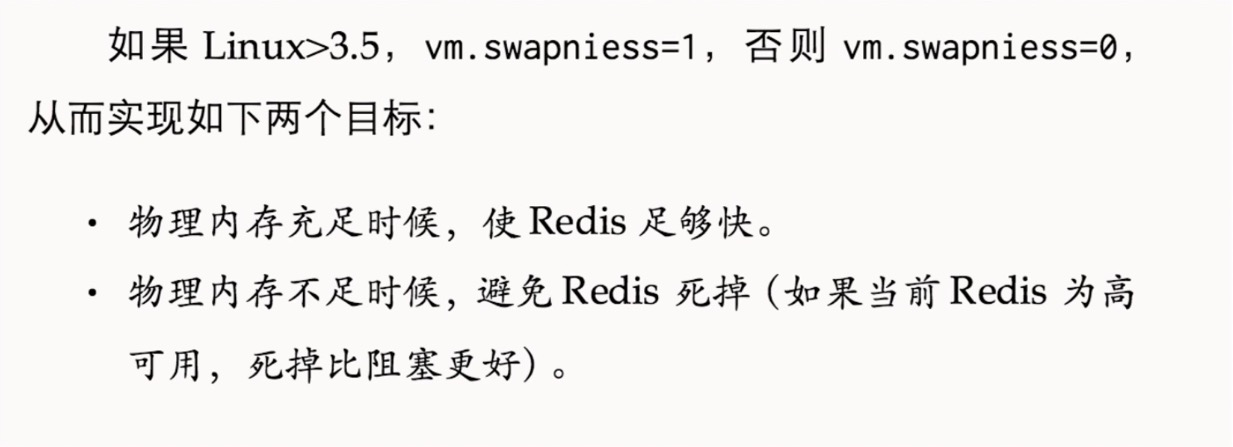 如果 Linux>3.5，vm.swapniess=1，否则 vm.swapniess=0，
从而实现如下两个目标：
• 物理内存充足时候，使 Redis 足够快。
• 物理内存不足时候，避免 Redis 死掉（如果当前 Redis 为高
可用，死掉比阻塞更好）。